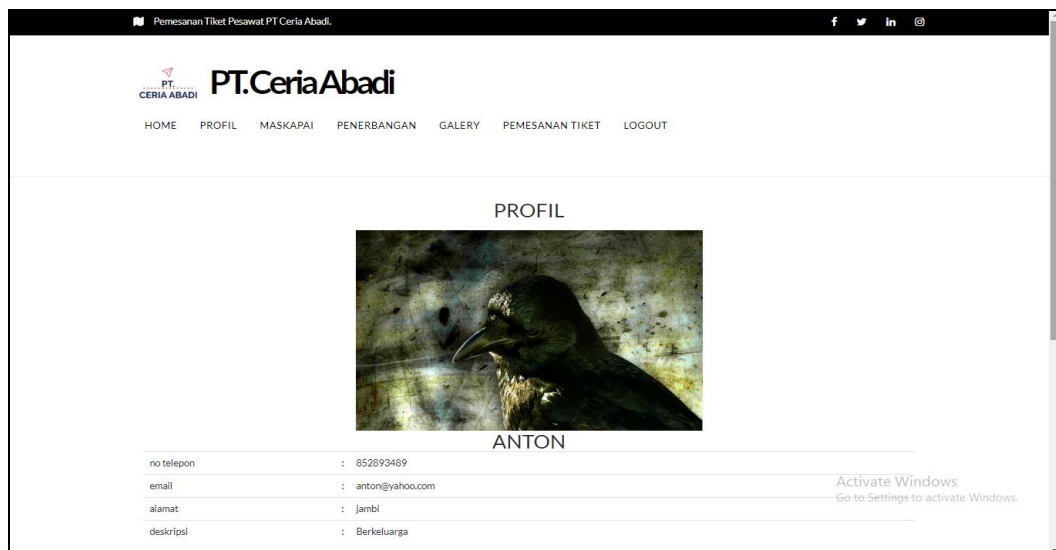 Pemesanan Tiket Pesawat PT Ceria Abadi.
PT.
CERIA ABADI
PT.Ceria Abadi
HOME PROFIL MASKAPAI PENERBANGAN GALERY PEMESANAN TIKET LOGOUT
PROFIL
ANTON
no telepon : 852893489
email : anton@yahoo.com
alamat : jambi
deskripsi : Berkeluarga
Activate Windows
Go to Settings to activate Windows.